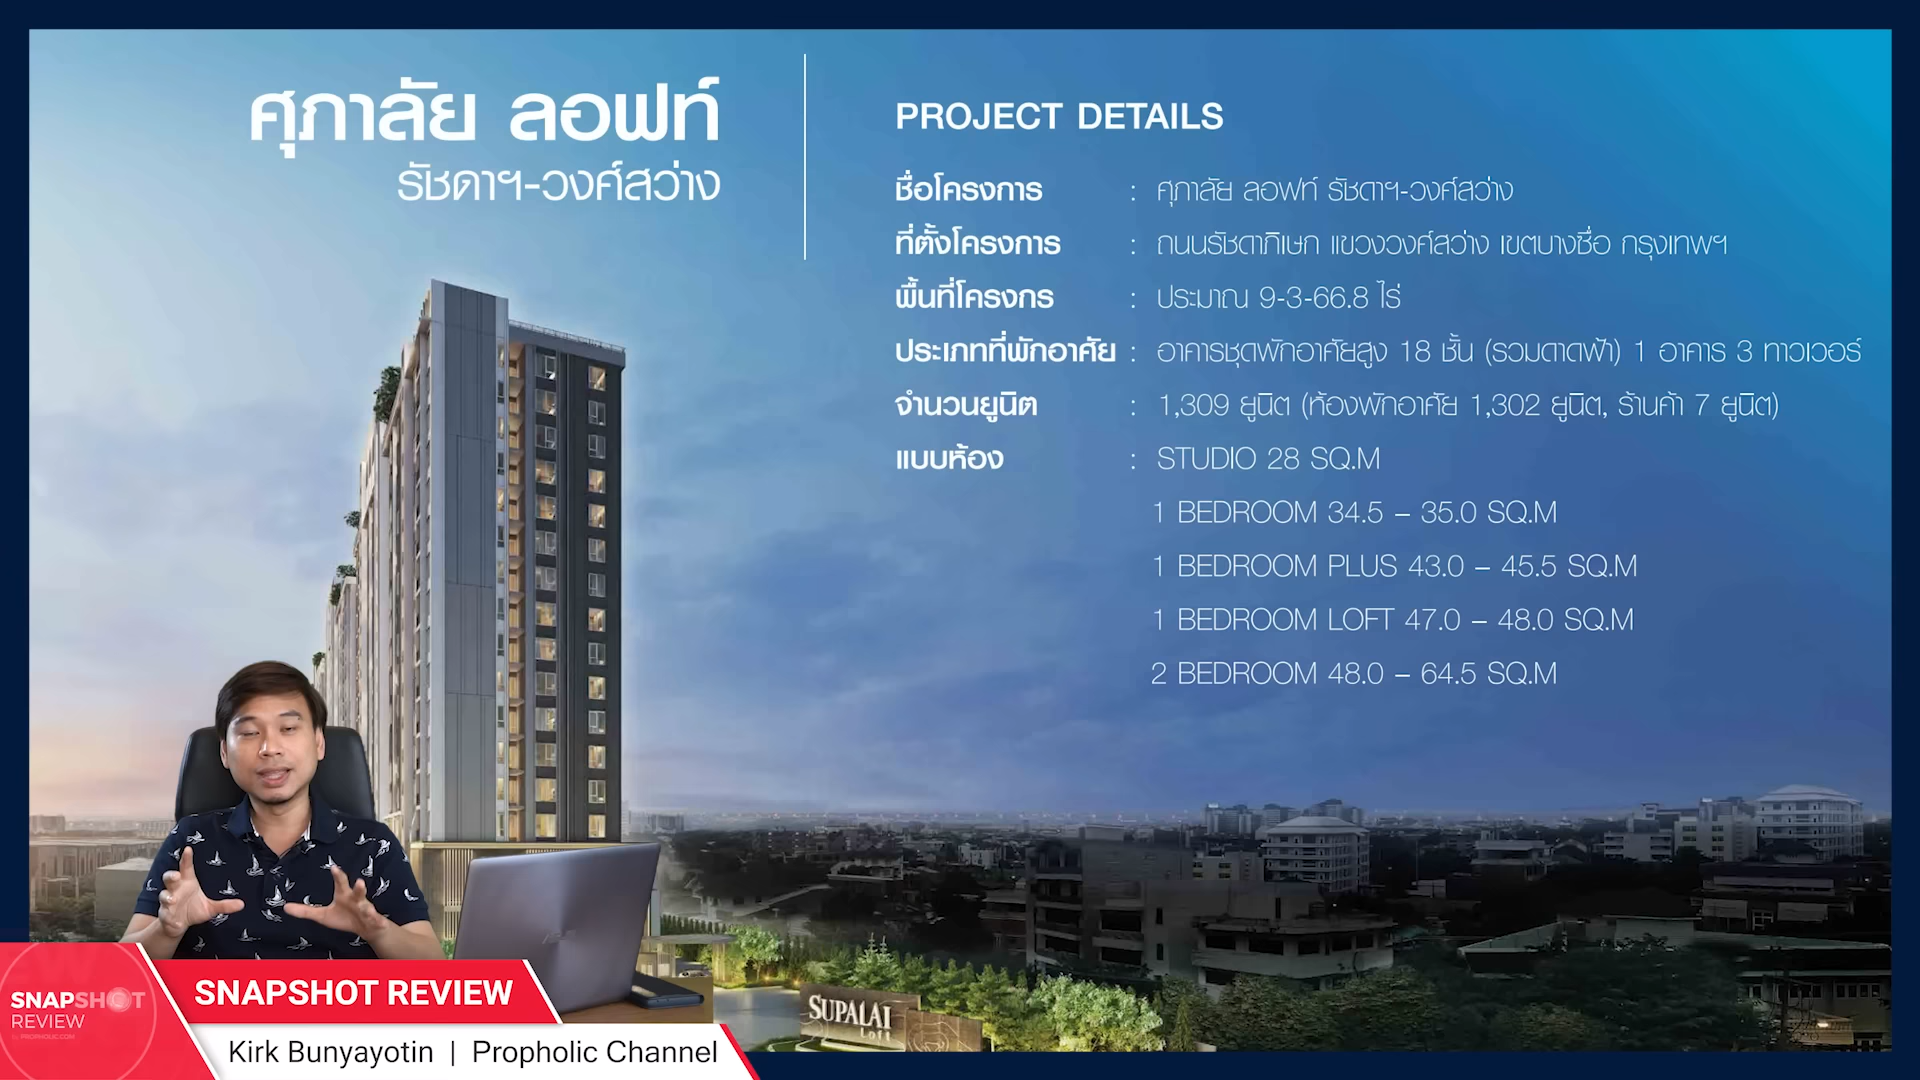 ศุภาลัย ลอฟท์
รัชดาฯ-วงศ์สว่าง
PROJECT DETAILS
ชื่อโครงการ : ศุภาลัย ลอฟท์ รัชดาฯ-วงศ์สว่าง
ที่ตั้งโครงการ : ถนนรัชดาภิเษก แขวงวงศ์สว่าง เขตบางซื่อ กรุงเทพฯ
พื้นที่โครงกร : ประมาณ 9-3-66.8 ไร่
ประเภทที่พักอาศัย : อาคารชุดพักอาศัยสูง 18 ชั้น (รวมดาดฟ้า) 1 อาคาร 3 ทาวเวอร์
จำนวนยูนิต : 1,309 ยูนิต (ห้องพักอาศัย 1,302 ยูนิต, ร้านค้า 7 ยูนิต)
แบบห้อง : STUDIO 28 SQ.M
1 BEDROOM 34.5 – 35.0 SQ.M
1 BEDROOM PLUS 43.0 – 45.5 SQ.M
1 BEDROOM LOFT 47.0 – 48.0 SQ.M
2 BEDROOM 48.0 – 64.5 SQ.M
SUPALAI
Loft
SNAPSHOT
REVIEW
by PROPHOLIC.COM
SNAPSHOT REVIEW
Kirk Bunyayotin | Propholic Channel